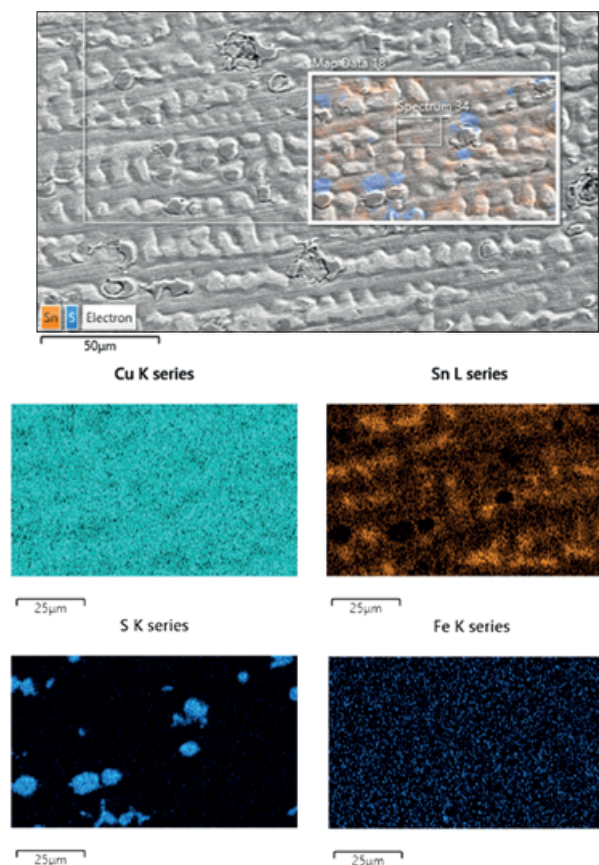 Map Data 18
Spectrum 34
Sn S Electron
50µm
Cu K series
Sn L series
25µm
25µm
S K series
Fe K series
25µm
25µm